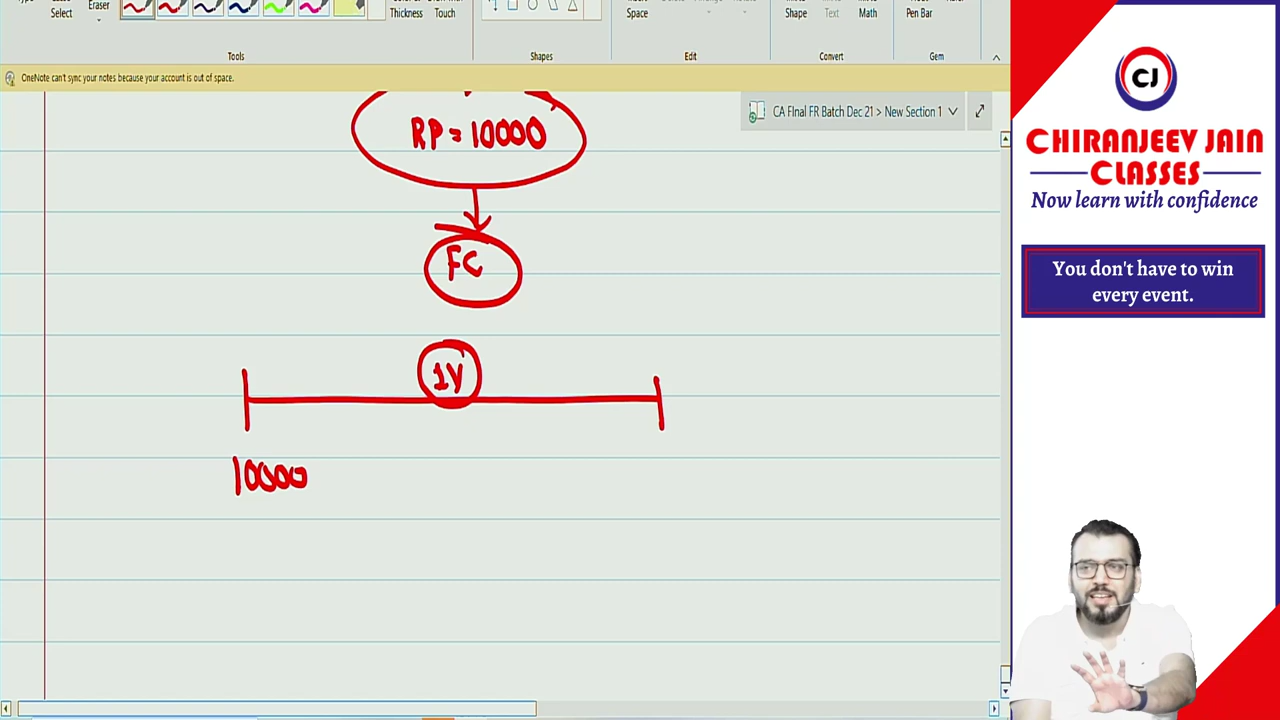 Select
Eraser
Thickness
Touch
Space
Shape
Text
Math
Pen Bar
Tools
Shapes
Edit
Convert
Gem
OneNote can't sync your notes because your account is out of space.
CA FInal FR Batch Dec 21 > New Section 1
RP = 10000
FC
1Y
10000
CJ
CHIRANJEEV JAIN
CLASSES
Now learn with confidence
You don't have to win
every event.